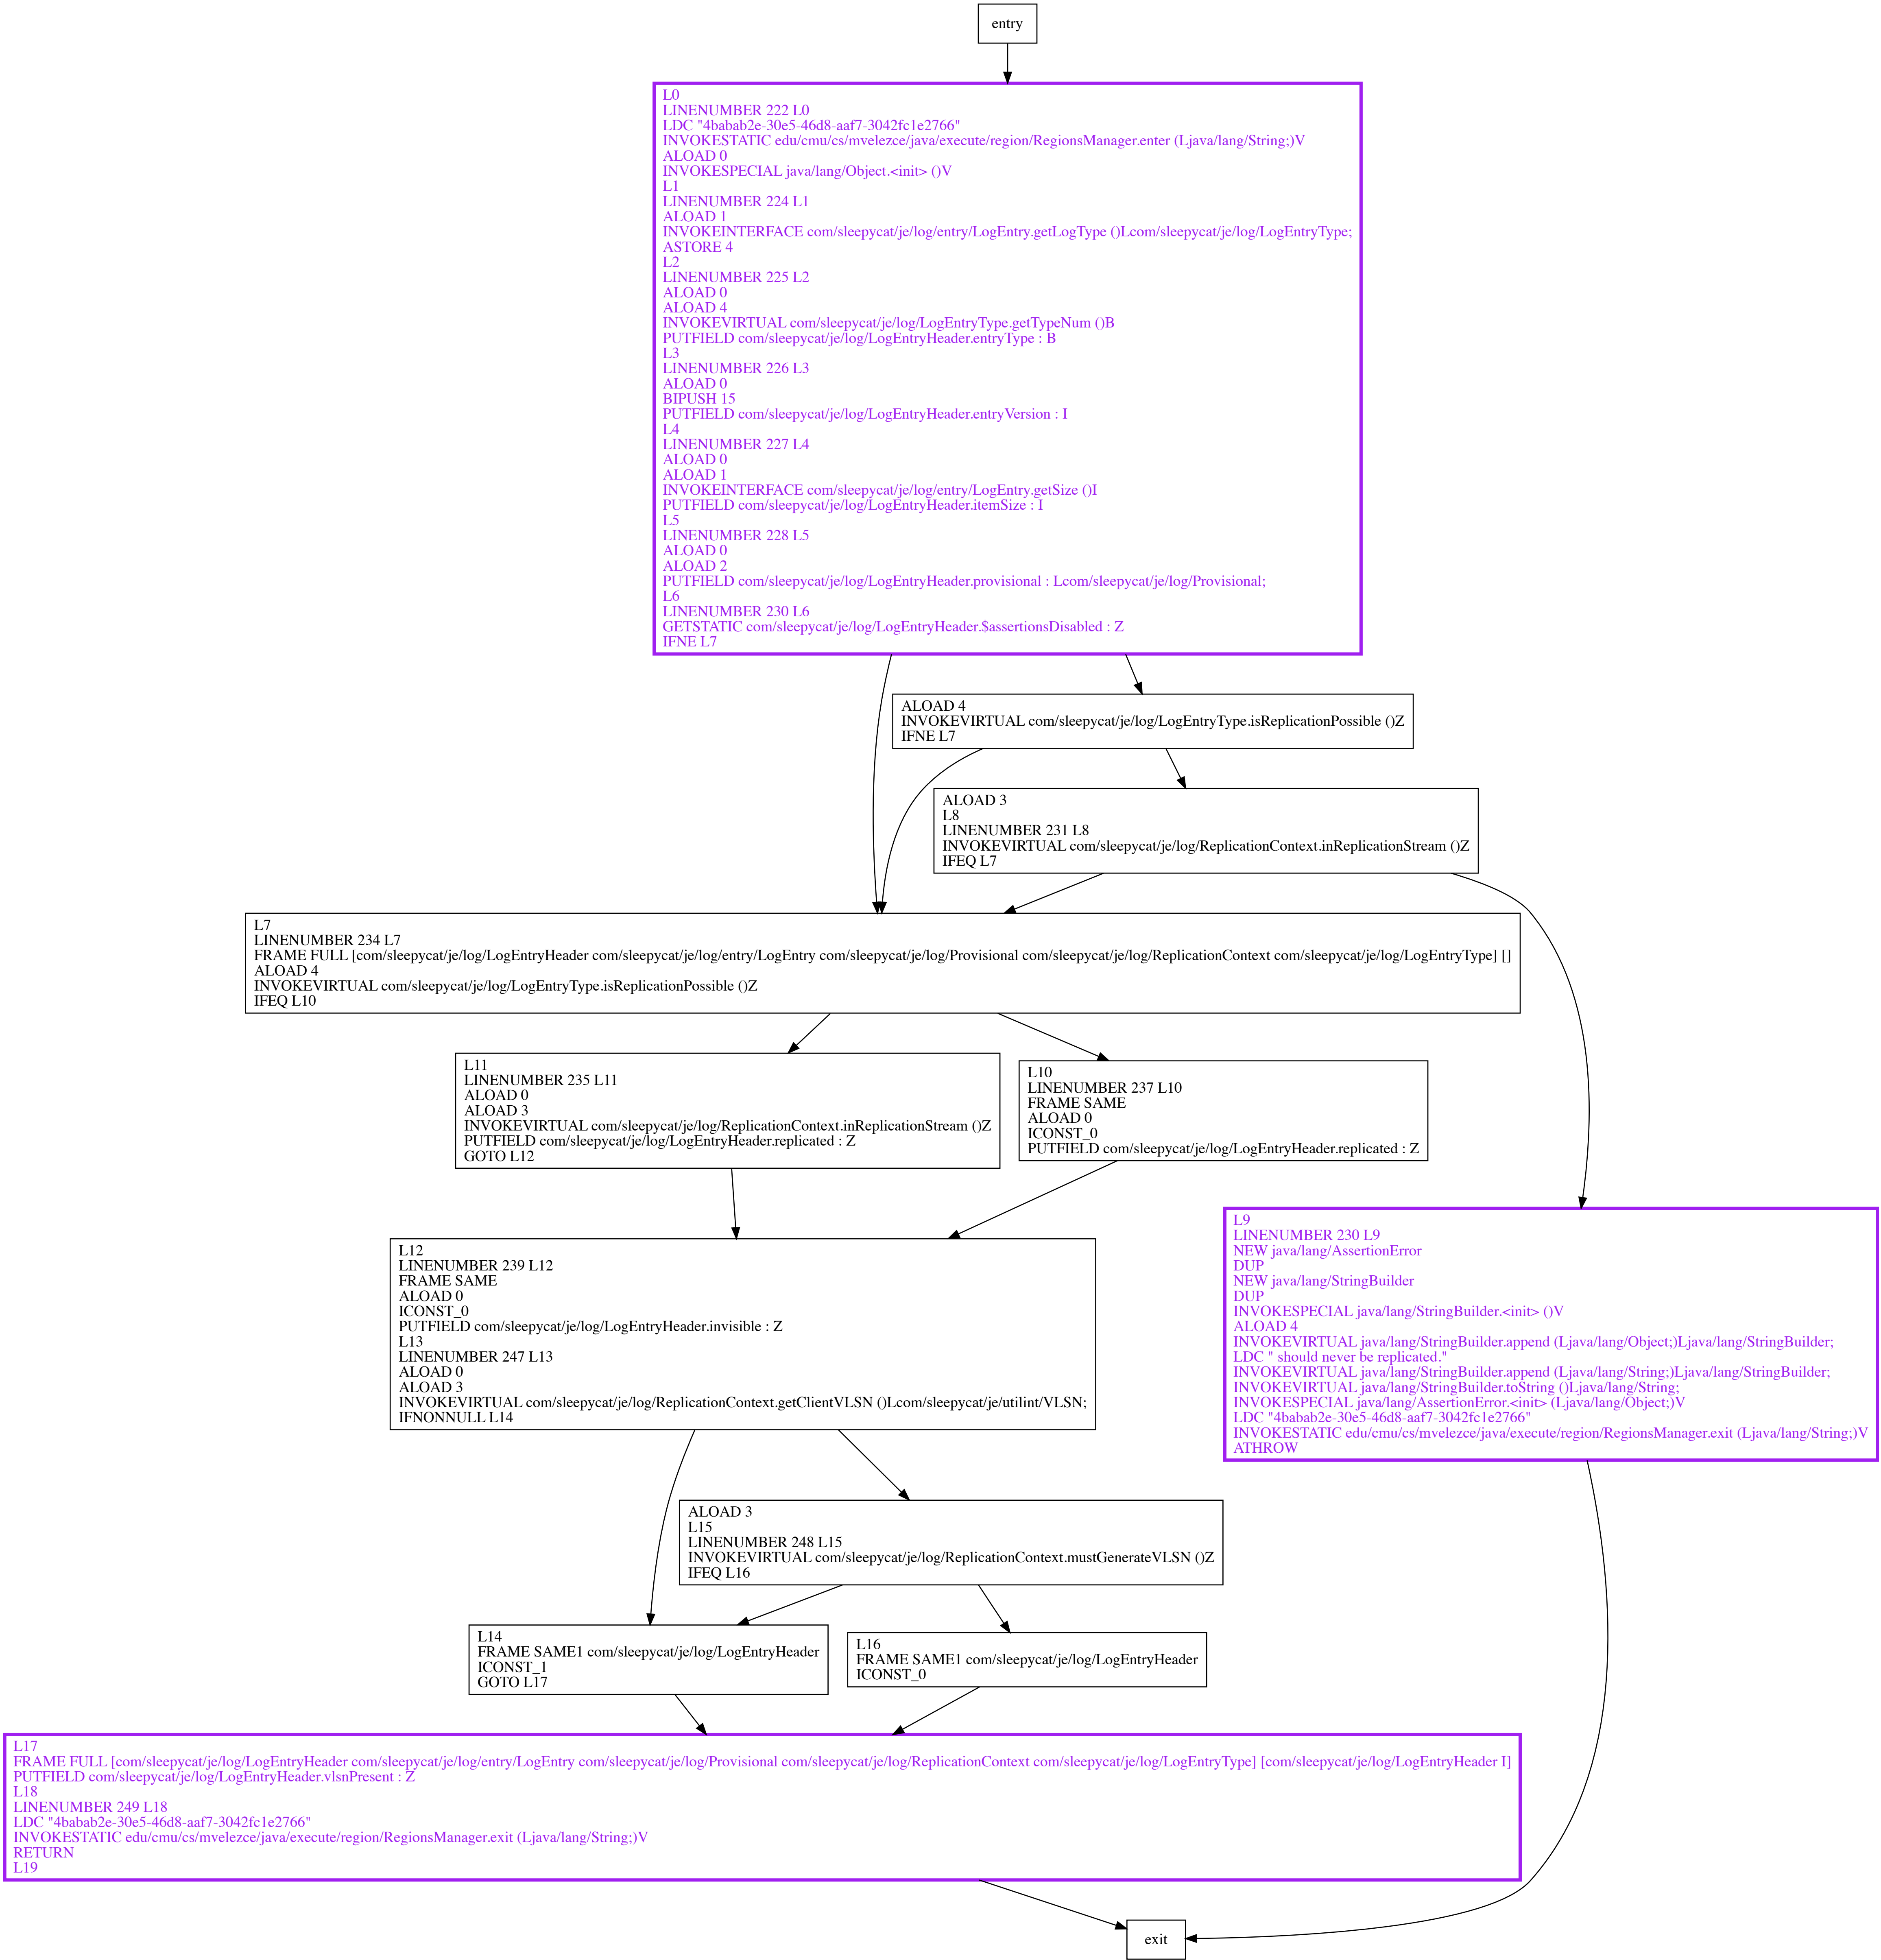 entry
L0
LINENUMBER 222 L0
LDC "4babab2e-30e5-46d8-aaf7-3042fc1e2766"
INVOKESTATIC edu/cmu/cs/mvelezce/java/execute/region/RegionsManager.enter (Ljava/lang/String;)V
ALOAD 0
INVOKESPECIAL java/lang/Object.<init> ()V
L1
LINENUMBER 224 L1
ALOAD 1
INVOKEINTERFACE com/sleepycat/je/log/entry/LogEntry.getLogType ()Lcom/sleepycat/je/log/LogEntryType;
ASTORE 4
L2
LINENUMBER 225 L2
ALOAD 0
ALOAD 4
INVOKEVIRTUAL com/sleepycat/je/log/LogEntryType.getTypeNum ()B
PUTFIELD com/sleepycat/je/log/LogEntryHeader.entryType : B
L3
LINENUMBER 226 L3
ALOAD 0
BIPUSH 15
PUTFIELD com/sleepycat/je/log/LogEntryHeader.entryVersion : I
L4
LINENUMBER 227 L4
ALOAD 0
ALOAD 1
INVOKEINTERFACE com/sleepycat/je/log/entry/LogEntry.getSize ()I
PUTFIELD com/sleepycat/je/log/LogEntryHeader.itemSize : I
L5
LINENUMBER 228 L5
ALOAD 0
ALOAD 2
PUTFIELD com/sleepycat/je/log/LogEntryHeader.provisional : Lcom/sleepycat/je/log/Provisional;
L6
LINENUMBER 230 L6
GETSTATIC com/sleepycat/je/log/LogEntryHeader.$assertionsDisabled : Z
IFNE L7
ALOAD 4
INVOKEVIRTUAL com/sleepycat/je/log/LogEntryType.isReplicationPossible ()Z
IFNE L7
ALOAD 3
L8
LINENUMBER 231 L8
INVOKEVIRTUAL com/sleepycat/je/log/ReplicationContext.inReplicationStream ()Z
IFEQ L7
L7
LINENUMBER 234 L7
FRAME FULL [com/sleepycat/je/log/LogEntryHeader com/sleepycat/je/log/entry/LogEntry com/sleepycat/je/log/Provisional com/sleepycat/je/log/ReplicationContext com/sleepycat/je/log/LogEntryType] []
ALOAD 4
INVOKEVIRTUAL com/sleepycat/je/log/LogEntryType.isReplicationPossible ()Z
IFEQ L10
L11
LINENUMBER 235 L11
ALOAD 0
ALOAD 3
INVOKEVIRTUAL com/sleepycat/je/log/ReplicationContext.inReplicationStream ()Z
PUTFIELD com/sleepycat/je/log/LogEntryHeader.replicated : Z
GOTO L12
L10
LINENUMBER 237 L10
FRAME SAME
ALOAD 0
ICONST_0
PUTFIELD com/sleepycat/je/log/LogEntryHeader.replicated : Z
L9
LINENUMBER 230 L9
NEW java/lang/AssertionError
DUP
NEW java/lang/StringBuilder
DUP
INVOKESPECIAL java/lang/StringBuilder.<init> ()V
ALOAD 4
INVOKEVIRTUAL java/lang/StringBuilder.append (Ljava/lang/Object;)Ljava/lang/StringBuilder;
LDC " should never be replicated."
INVOKEVIRTUAL java/lang/StringBuilder.append (Ljava/lang/String;)Ljava/lang/StringBuilder;
INVOKEVIRTUAL java/lang/StringBuilder.toString ()Ljava/lang/String;
INVOKESPECIAL java/lang/AssertionError.<init> (Ljava/lang/Object;)V
LDC "4babab2e-30e5-46d8-aaf7-3042fc1e2766"
INVOKESTATIC edu/cmu/cs/mvelezce/java/execute/region/RegionsManager.exit (Ljava/lang/String;)V
ATHROW
L12
LINENUMBER 239 L12
FRAME SAME
ALOAD 0
ICONST_0
PUTFIELD com/sleepycat/je/log/LogEntryHeader.invisible : Z
L13
LINENUMBER 247 L13
ALOAD 0
ALOAD 3
INVOKEVIRTUAL com/sleepycat/je/log/ReplicationContext.getClientVLSN ()Lcom/sleepycat/je/utilint/VLSN;
IFNONNULL L14
ALOAD 3
L15
LINENUMBER 248 L15
INVOKEVIRTUAL com/sleepycat/je/log/ReplicationContext.mustGenerateVLSN ()Z
IFEQ L16
L14
FRAME SAME1 com/sleepycat/je/log/LogEntryHeader
ICONST_1
GOTO L17
L16
FRAME SAME1 com/sleepycat/je/log/LogEntryHeader
ICONST_0
L17
FRAME FULL [com/sleepycat/je/log/LogEntryHeader com/sleepycat/je/log/entry/LogEntry com/sleepycat/je/log/Provisional com/sleepycat/je/log/ReplicationContext com/sleepycat/je/log/LogEntryType] [com/sleepycat/je/log/LogEntryHeader I]
PUTFIELD com/sleepycat/je/log/LogEntryHeader.vlsnPresent : Z
L18
LINENUMBER 249 L18
LDC "4babab2e-30e5-46d8-aaf7-3042fc1e2766"
INVOKESTATIC edu/cmu/cs/mvelezce/java/execute/region/RegionsManager.exit (Ljava/lang/String;)V
RETURN
L19
exit